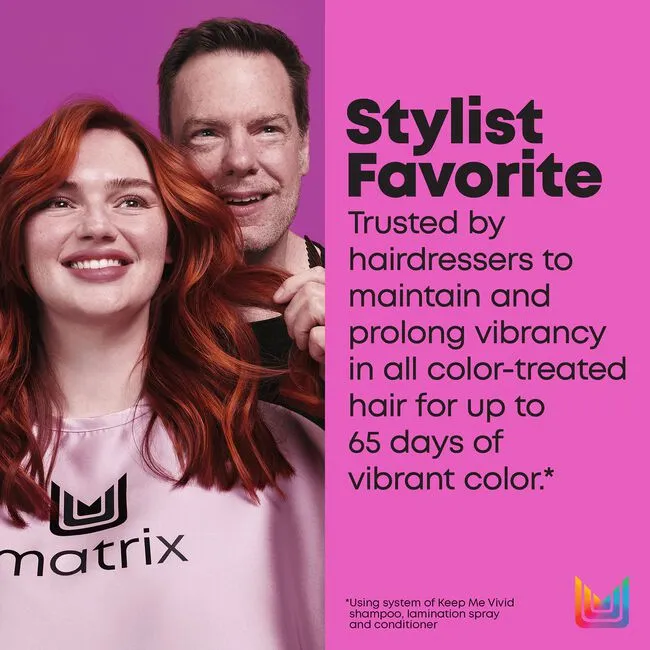 matrix
Stylist
Favorite
Trusted by
hairdressers to
maintain and
prolong vibrancy
in all color-treated
hair for up to
65 days of
vibrant color.*
*Using system of Keep Me Vivid
shampoo, lamination spray
and conditioner